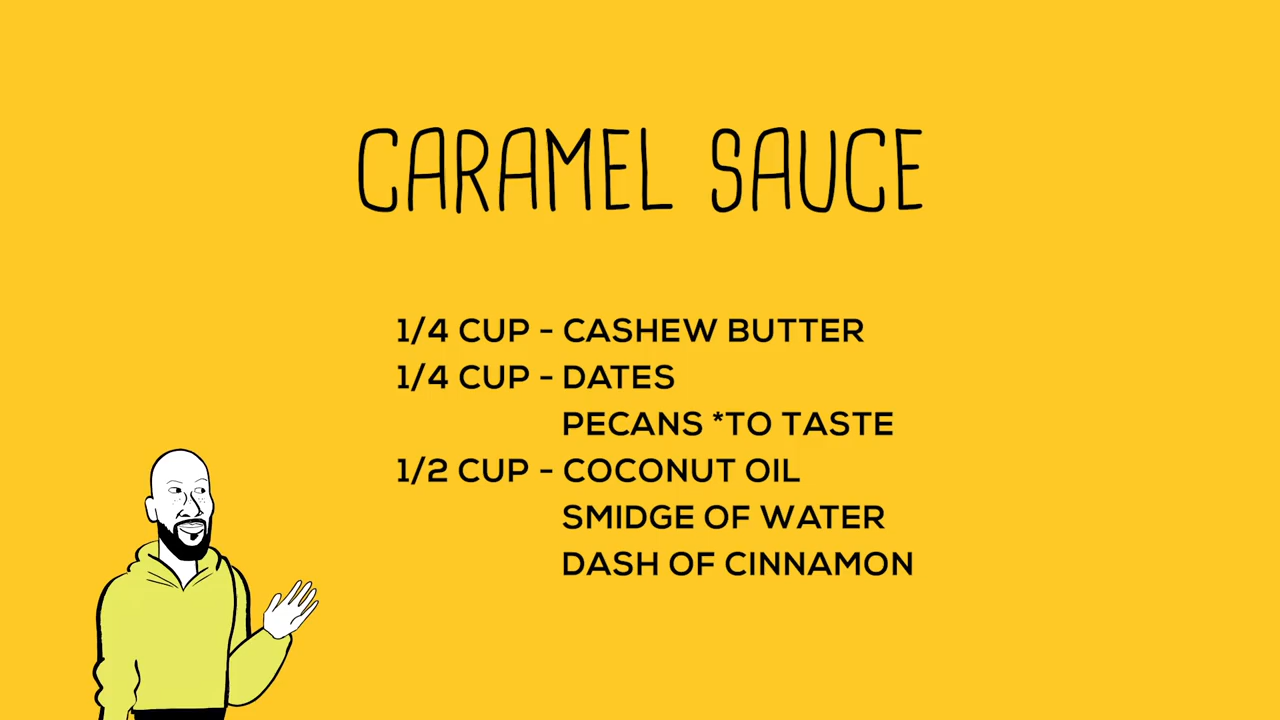 CARAMEL SAUCE
1/4 CUP - CASHEW BUTTER
1/4 CUP - DATES
PECANS *TO TASTE
1/2 CUP - COCONUT OIL
SMIDGE OF WATER
DASH OF CINNAMON